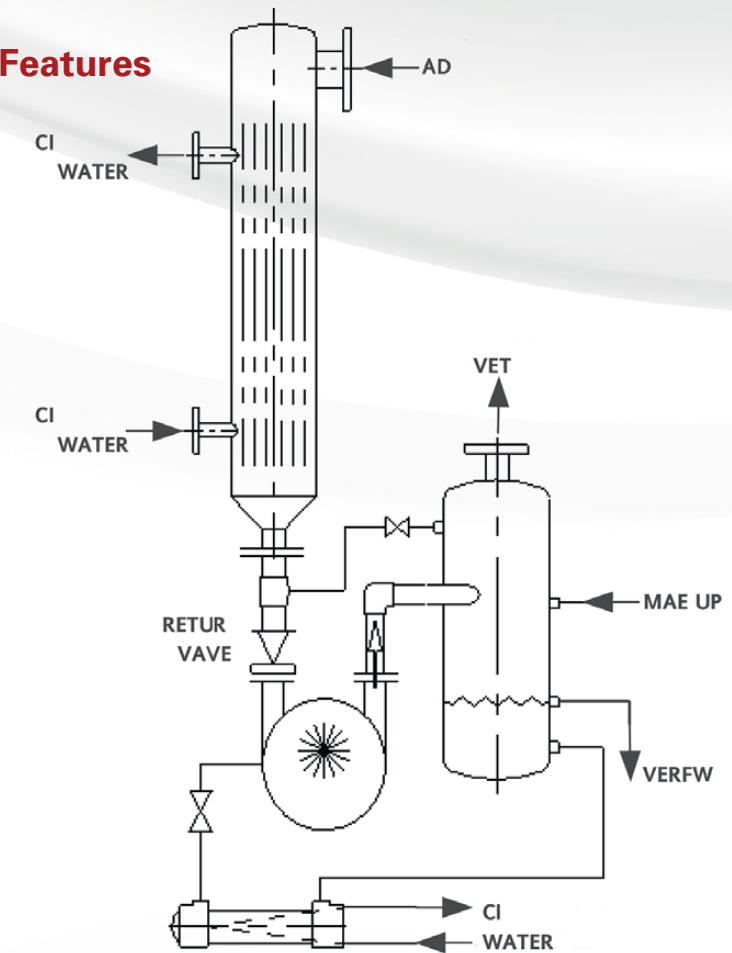 Features
AD
CI
WATER
CI
WATER
VET
MAE UP
RETUR
VAVE
VERFW
CI
WATER